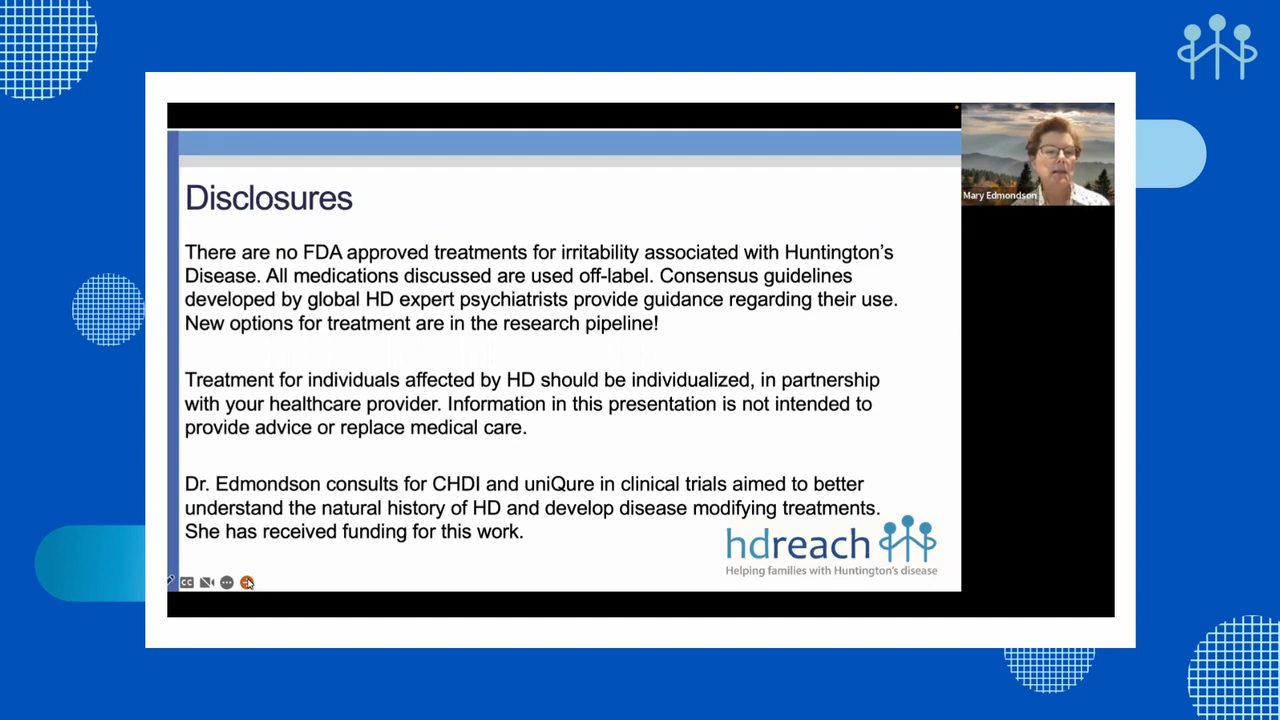 Disclosures
There are no FDA approved treatments for irritability associated with Huntington's
Disease. All medications discussed are used off-label. Consensus guidelines
developed by global HD expert psychiatrists provide guidance regarding their use.
New options for treatment are in the research pipeline!
Treatment for individuals affected by HD should be individualized, in partnership
with your healthcare provider. Information in this presentation is not intended to
provide advice or replace medical care.
Dr. Edmondson consults for CHDI and uniQure in clinical trials aimed to better
understand the natural history of HD and develop disease modifying treatments.
She has received funding for this work.
hdreach
Helping families with Huntington's disease
CC
Mary Edmondson